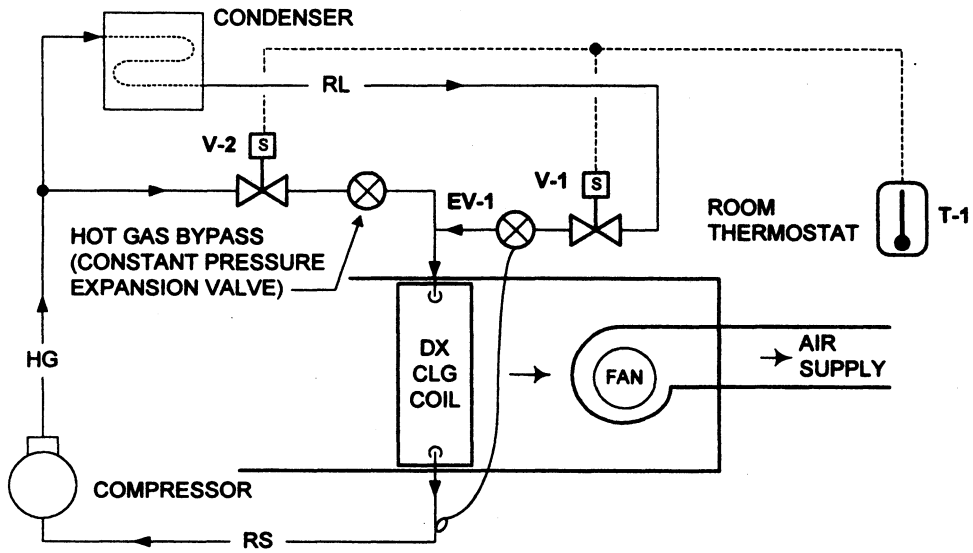 CONDENSER
RL
V-2
S
V-1
S
EV-1
ROOM
THERMOSTAT
T-1
HOT GAS BYPASS
(CONSTANT PRESSURE
EXPANSION VALVE)
HG
DX
CLG
COIL
FAN
AIR
SUPPLY
COMPRESSOR
RS